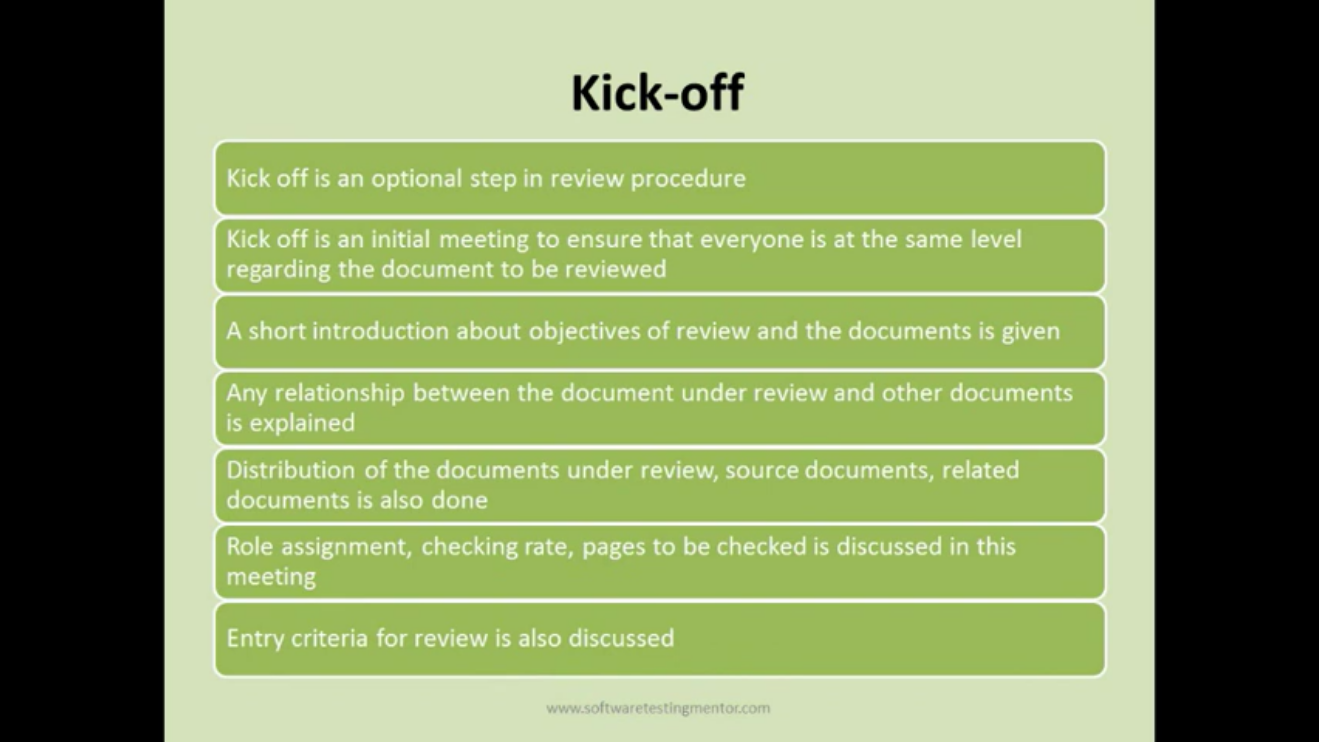 Kick-off
Kick off is an optional step in review procedure
Kick off is an initial meeting to ensure that everyone is at the same level
regarding the document to be reviewed
A short introduction about objectives of review and the documents is given
Any relationship between the document under review and other documents
is explained
Distribution of the documents under review, source documents, related
documents is also done
Role assignment, checking rate, pages to be checked is discussed in this
meeting
Entry criteria for review is also discussed
www.softwaretestingmentor.com